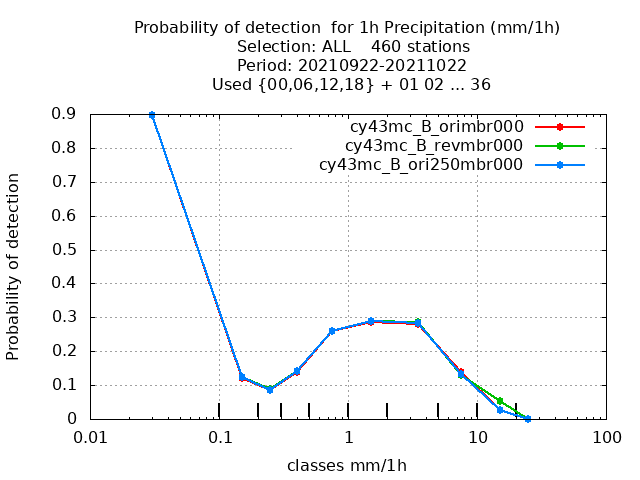 Probability of detection  for 1h Precipitation (mm/1h)
Selection: ALL    460 stations
Period: 20210922-20211022
Used {00,06,12,18} + 01 02 ... 36
cy43mc_B_orimbr000
cy43mc_B_revmbr000
cy43mc_B_ori250mbr000
Probability of detection
0.9
0.8
0.7
0.6
0.5
0.4
0.3
0.2
0.1
0
0.01 0.1 1 10 100
classes mm/1h